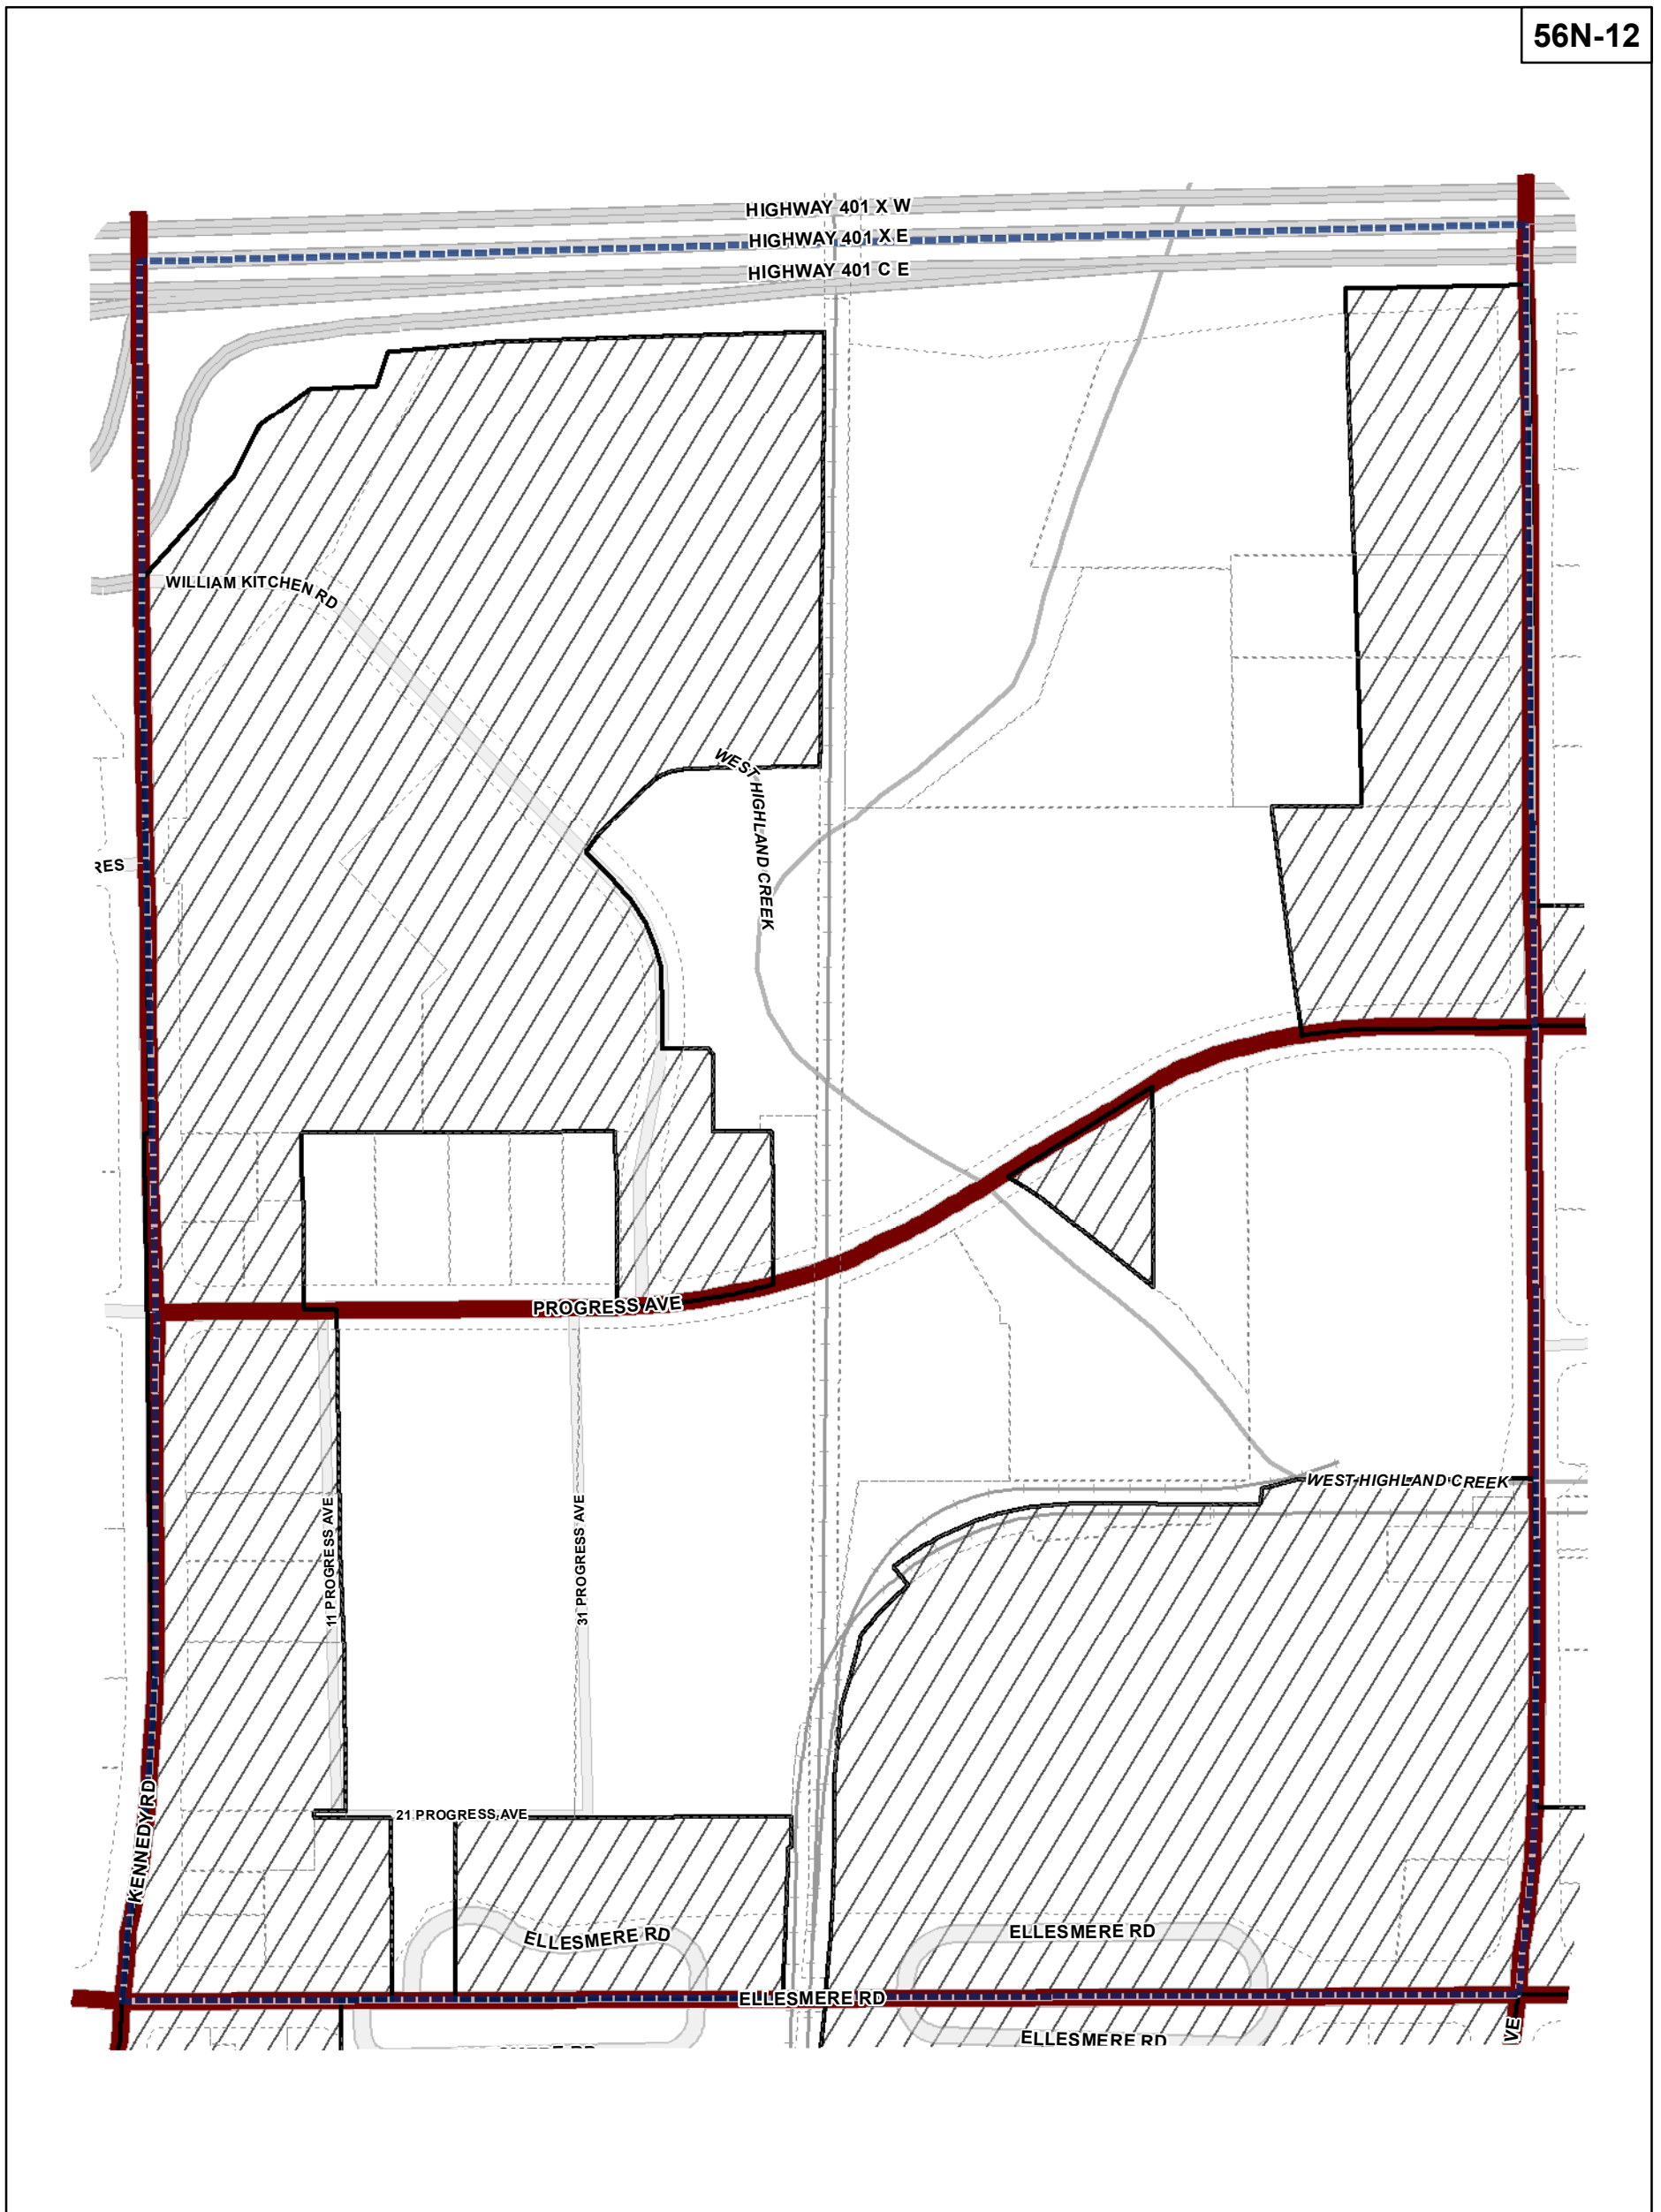 56N-12
HIGHWAY 401 X W
HIGHWAY 401 X E
HIGHWAY 401 C E
WILLIAM KITCHEN RD
WEST HIGHLAND CREEK
RES
PROGRESS AVE
WEST HIGHLAND CREEK
11 PROGRESS AVE
31 PROGRESS AVE
KENNEDY RD
21 PROGRESS AVE
ELLESMERE RD
ELLESMERE RD
ELLESMERE RD
ELLESMERE RD
VE